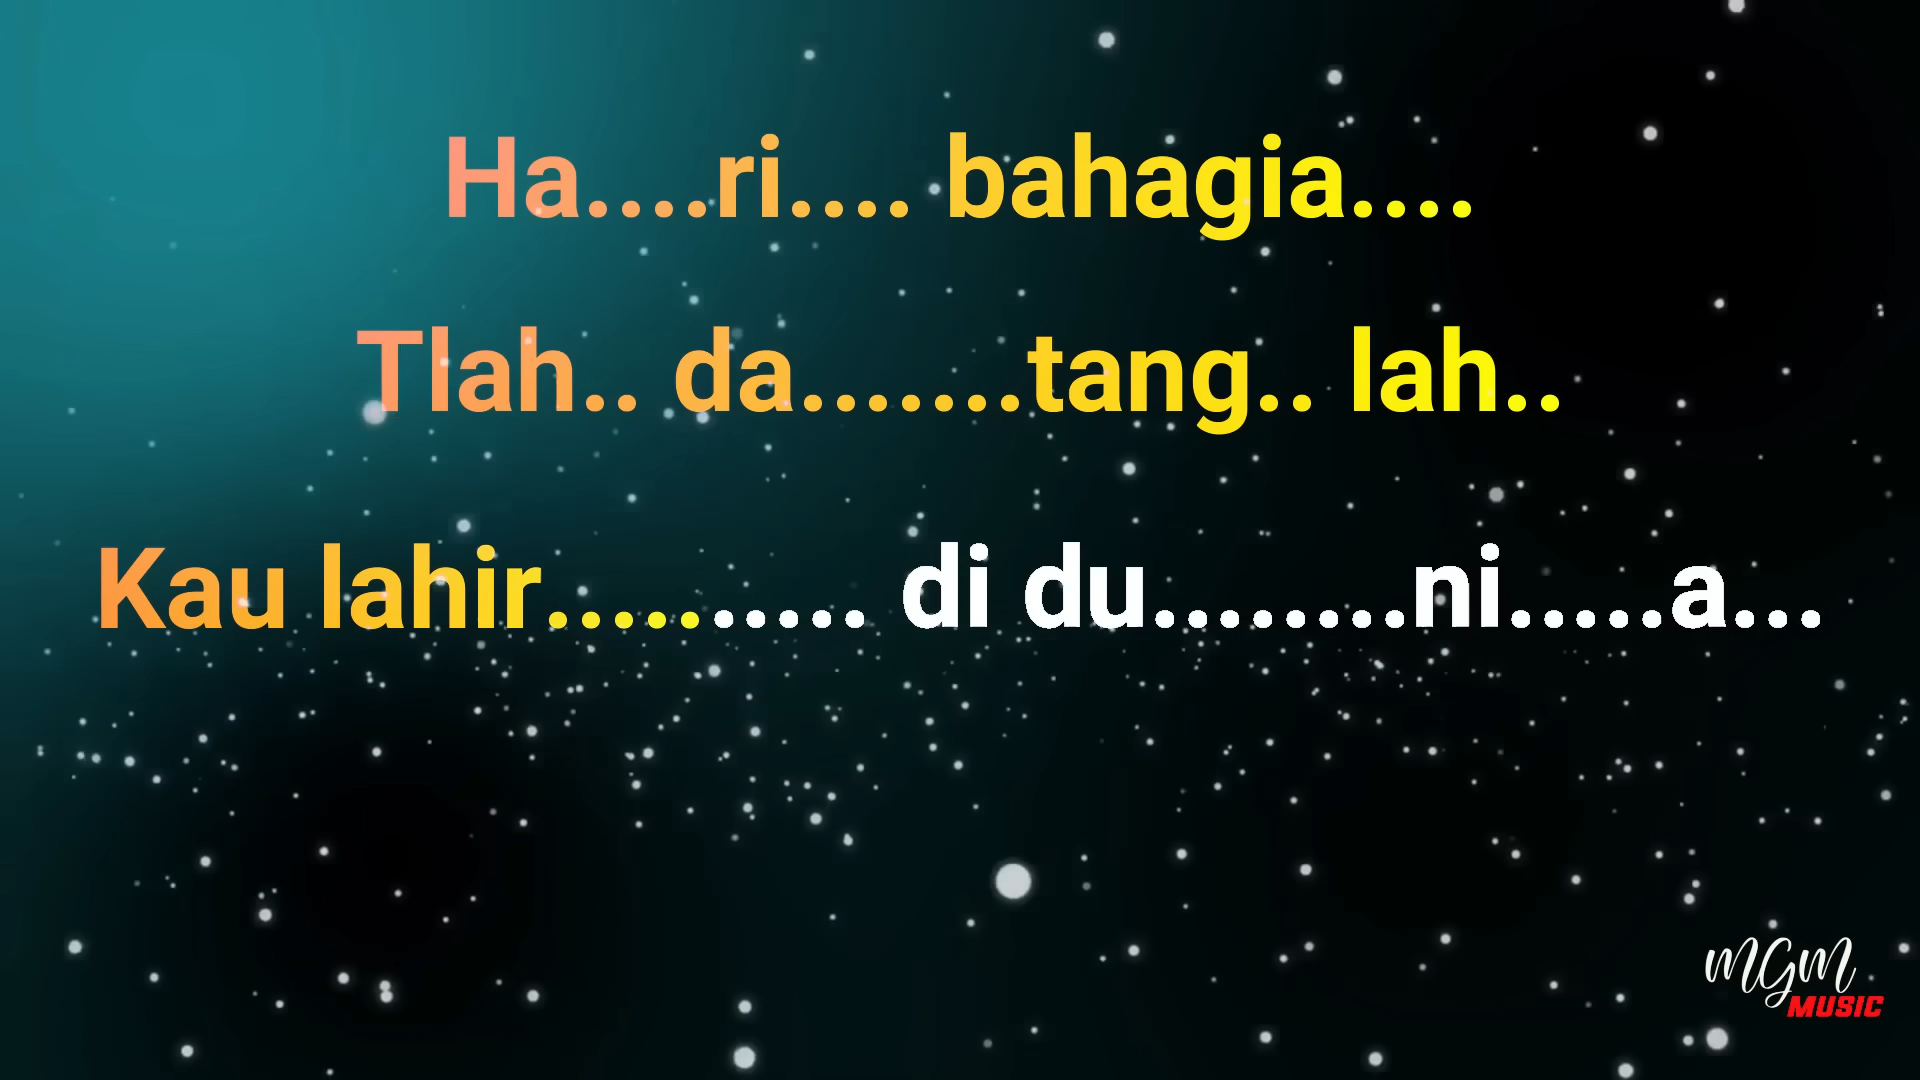 Ha....ri.... bahagia....
Tlah.. da.......tang.. lah..
Kau lahir.......... di du........ni.....a...
mGm
MUSIC